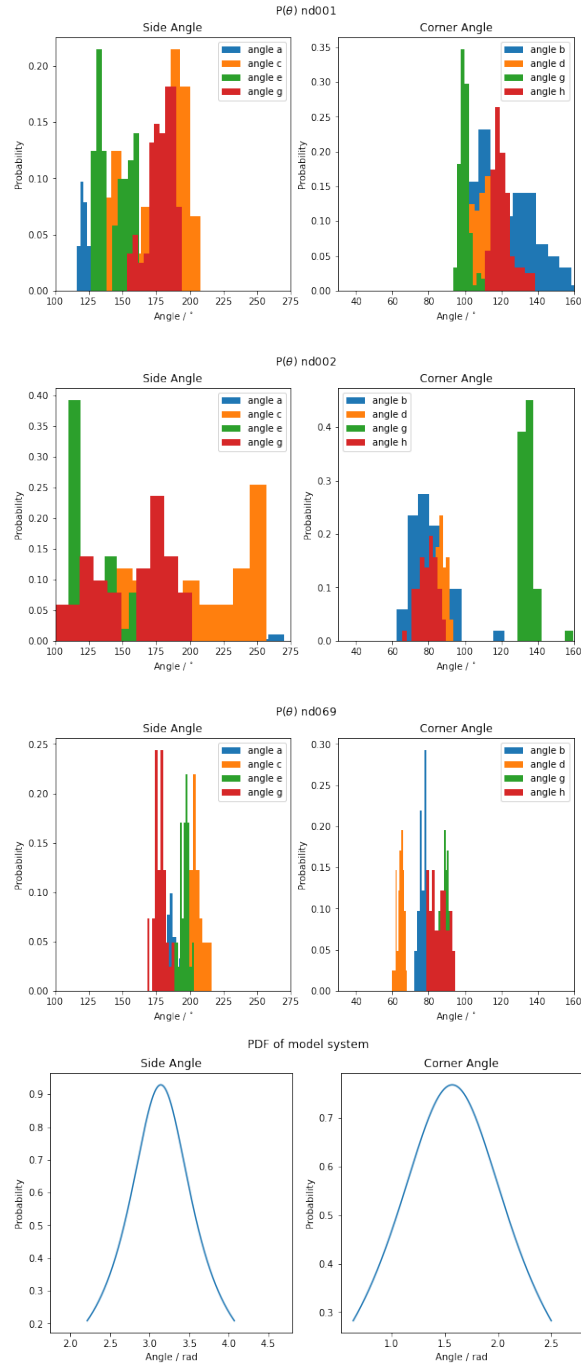 P(θ) nd001
Side Angle
Corner Angle
angle a
angle c
angle e
angle g
angle b
angle d
angle g
angle h
Probability
0.20
0.15
0.10
0.05
0.00
100 125 150 175 200 225 250 275
Angle / °
Probability
0.35
0.30
0.25
0.20
0.15
0.10
0.05
0.00
40 60 80 100 120 140 160
Angle / °
P(θ) nd002
Side Angle
Corner Angle
angle a
angle c
angle e
angle g
angle b
angle d
angle g
angle h
Probability
0.40
0.35
0.30
0.25
0.20
0.15
0.10
0.05
0.00
100 125 150 175 200 225 250 275
Angle / °
Probability
0.4
0.3
0.2
0.1
0.0
40 60 80 100 120 140 160
Angle / °
P(θ) nd069
Side Angle
Corner Angle
angle a
angle c
angle e
angle g
angle b
angle d
angle g
angle h
Probability
0.25
0.20
0.15
0.10
0.05
0.00
100 125 150 175 200 225 250 275
Angle / °
Probability
0.30
0.25
0.20
0.15
0.10
0.05
0.00
40 60 80 100 120 140 160
Angle / °
PDF of model system
Side Angle
Corner Angle
Probability
0.9
0.8
0.7
0.6
0.5
0.4
0.3
0.2
2.0 2.5 3.0 3.5 4.0 4.5
Angle / rad
Probability
0.7
0.6
0.5
0.4
0.3
1.0 1.5 2.0 2.5
Angle / rad